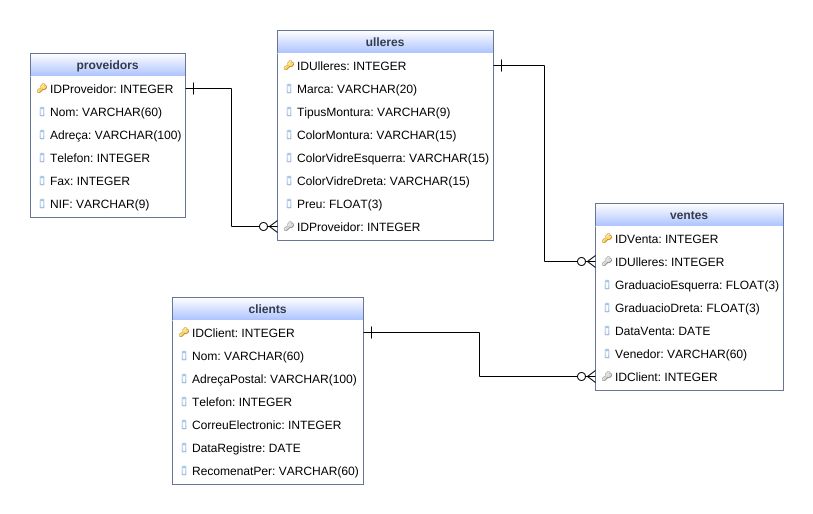 proveidors
IDProveidor: INTEGER
Nom: VARCHAR(60)
Adreça: VARCHAR(100)
Telefon: INTEGER
Fax: INTEGER
NIF: VARCHAR(9)
ulleres
IDUlleres: INTEGER
Marca: VARCHAR(20)
TipusMontura: VARCHAR(9)
ColorMontura: VARCHAR(15)
ColorVidreEsquerra: VARCHAR(15)
ColorVidreDreta: VARCHAR(15)
Preu: FLOAT(3)
IDProveidor: INTEGER
ventes
IDVenta: INTEGER
IDUlleres: INTEGER
GraduacioEsquerra: FLOAT(3)
GraduacioDreta: FLOAT(3)
DataVenta: DATE
Venedor: VARCHAR(60)
IDClient: INTEGER
clients
IDClient: INTEGER
Nom: VARCHAR(60)
AdreçaPostal: VARCHAR(100)
Telefon: INTEGER
CorreuElectronic: INTEGER
DataRegistre: DATE
RecomenatPer: VARCHAR(60)